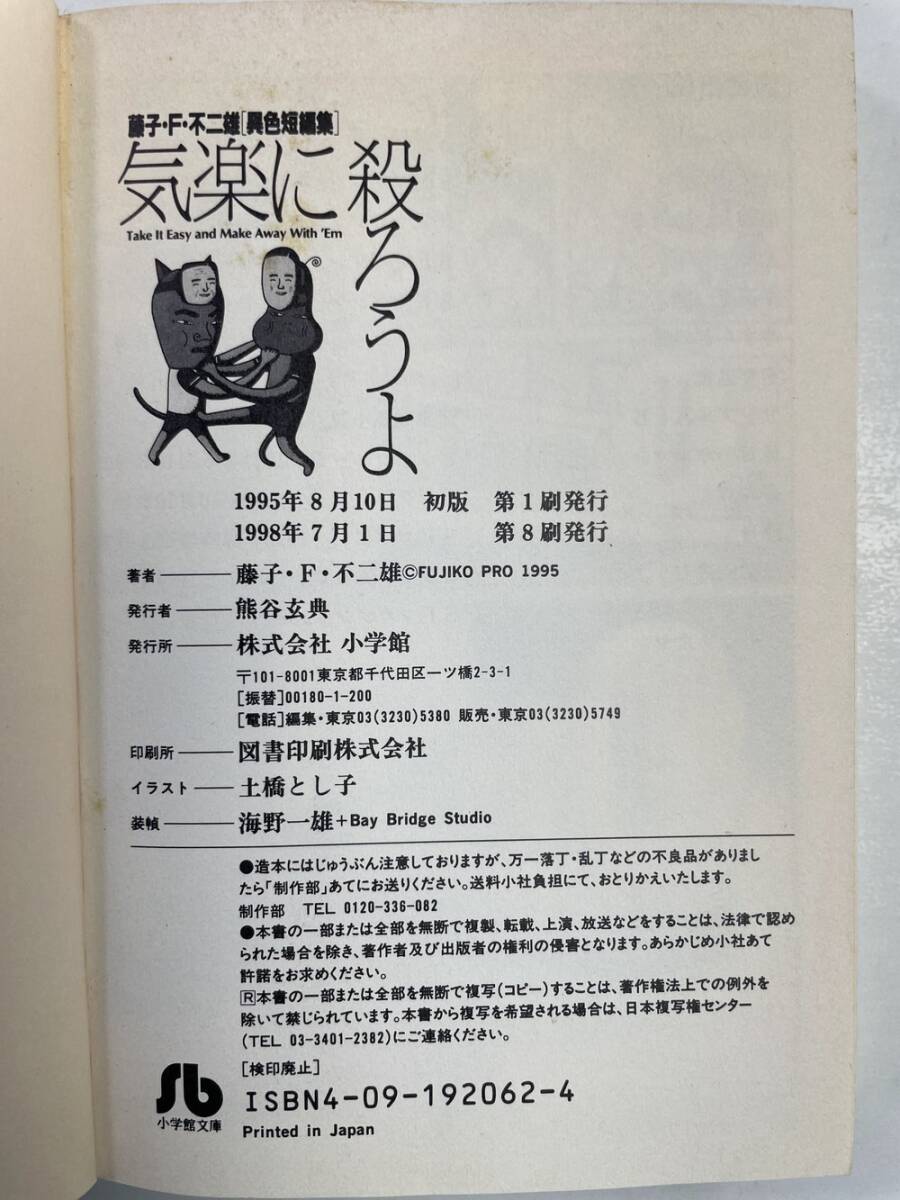 藤子・F・不二雄[異色短編集]
気楽に殺ろうよ
Take It Easy and Make Away With 'Em
1995年8月10日 初版 第1刷発行
1998年7月1日 第8刷発行
著者――藤子・F・不二雄©FUJIKO PRO 1995
発行者――熊谷玄典
発行所――株式会社 小学館
〒101-8001東京都千代田区一ツ橋2-3-1
[振替]00180-1-200
[電話]編集・東京03(3230)5380 販売・東京03(3230)5749
印刷所――図書印刷株式会社
イラスト――土橋とし子
装幀――海野一雄+Bay Bridge Studio
●造本にはじゅうぶん注意しておりますが、万一落丁・乱丁などの不良品がありまし
たら「制作部」あてにお送りください。送料小社負担にて、おとりかえいたします。
制作部 TEL 0120-336-082
●本書の一部または全部を無断で複製、転載、上演、放送などをすることは、法律で認め
られた場合を除き、著作者及び出版者の権利の侵害となります。あらかじめ小社あて
許諾をお求めください。
Ⓡ本書の一部または全部を無断で複写(コピー)することは、著作権法上での例外を
除いて禁じられています。本書から複写を希望される場合は、日本複写権センター
(TEL 03-3401-2382)にご連絡ください。
[検印廃止]
小学館文庫
ISBN4-09-192062-4
Printed in Japan